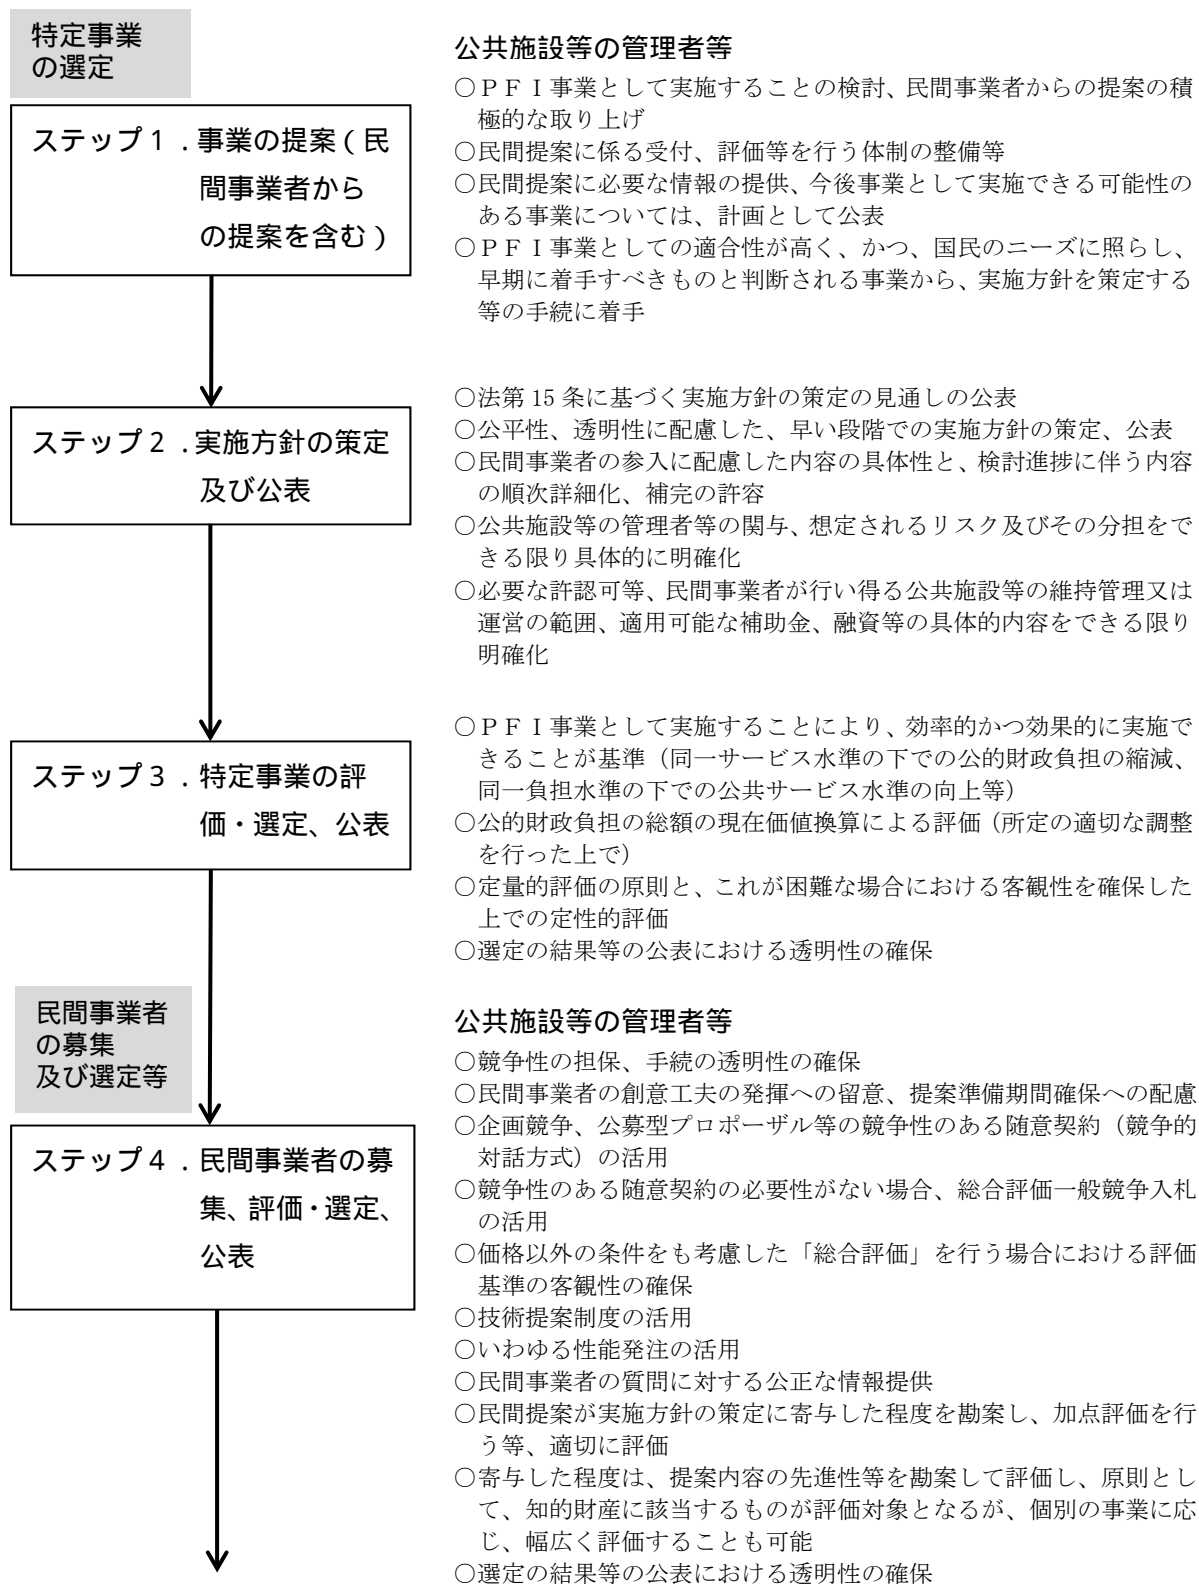 特定事業
の選定
公共施設等の管理者等
○ＰＦＩ事業として実施することの検討、民間事業者からの提案の積
極的な取り上げ
○民間提案に係る受付、評価等を行う体制の整備等
○民間提案に必要な情報の提供、今後事業として実施できる可能性の
ある事業については、計画として公表
○ＰＦＩ事業としての適合性が高く、かつ、国民のニーズに照らし、
早期に着手すべきものと判断される事業から、実施方針を策定する
等の手続に着手
ステップ１．事業の提案（民
間事業者から
の提案を含む）
○法第 15 条に基づく実施方針の策定の見通しの公表
○公平性、透明性に配慮した、早い段階での実施方針の策定、公表
○民間事業者の参入に配慮した内容の具体性と、検討進捗に伴う内容
の順次詳細化、補完の許容
○公共施設等の管理者等の関与、想定されるリスク及びその分担をで
きる限り具体的に明確化
○必要な許認可等、民間事業者が行い得る公共施設等の維持管理又は
運営の範囲、適用可能な補助金、融資等の具体的内容をできる限り
明確化
ステップ２．実施方針の策定
及び公表
○ＰＦＩ事業として実施することにより、効率的かつ効果的に実施で
きることが基準（同一サービス水準の下での公的財政負担の縮減、
同一負担水準の下での公共サービス水準の向上等）
○公的財政負担の総額の現在価値換算による評価（所定の適切な調整
を行った上で）
○定量的評価の原則と、これが困難な場合における客観性を確保した
上での定性的評価
○選定の結果等の公表における透明性の確保
ステップ３．特定事業の評
価・選定、公表
民間事業者
の募集
及び選定等
公共施設等の管理者等
○競争性の担保、手続の透明性の確保
○民間事業者の創意工夫の発揮への留意、提案準備期間確保への配慮
○企画競争、公募型プロポーザル等の競争性のある随意契約（競争的
対話方式）の活用
○競争性のある随意契約の必要性がない場合、総合評価一般競争入札
の活用
○価格以外の条件をも考慮した「総合評価」を行う場合における評価
基準の客観性の確保
○技術提案制度の活用
○いわゆる性能発注の活用
○民間事業者の質問に対する公正な情報提供
○民間提案が実施方針の策定に寄与した程度を勘案し、加点評価を行
う等、適切に評価
○寄与した程度は、提案内容の先進性等を勘案して評価し、原則とし
て、知的財産に該当するものが評価対象となるが、個別の事業に応
じ、幅広く評価することも可能
○選定の結果等の公表における透明性の確保
ステップ４．民間事業者の募
集、評価・選定、
公表